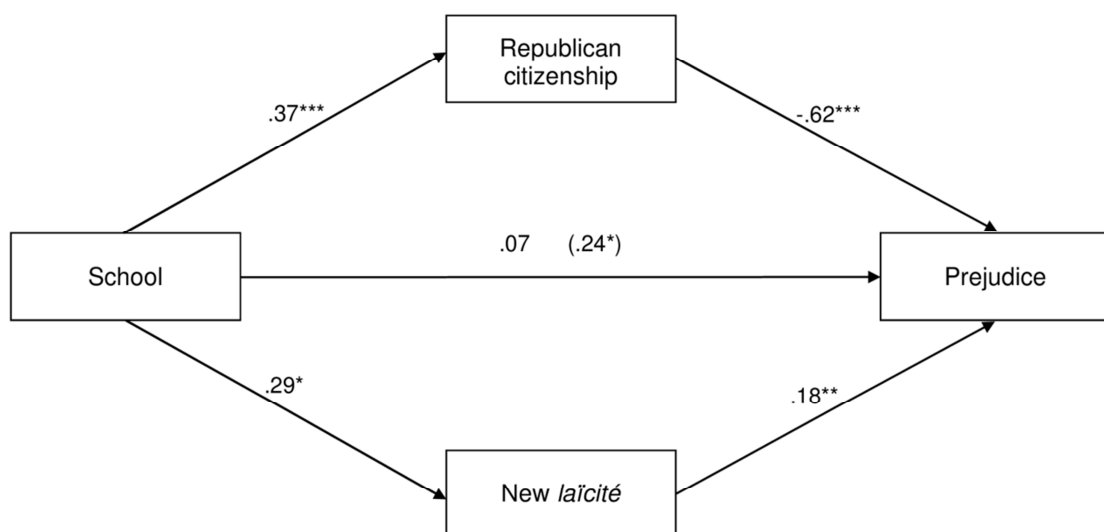 Republican
citizenship
.37***
-.62***
School
.07 (.24*)
Prejudice
.29*
.18**
New laïcité